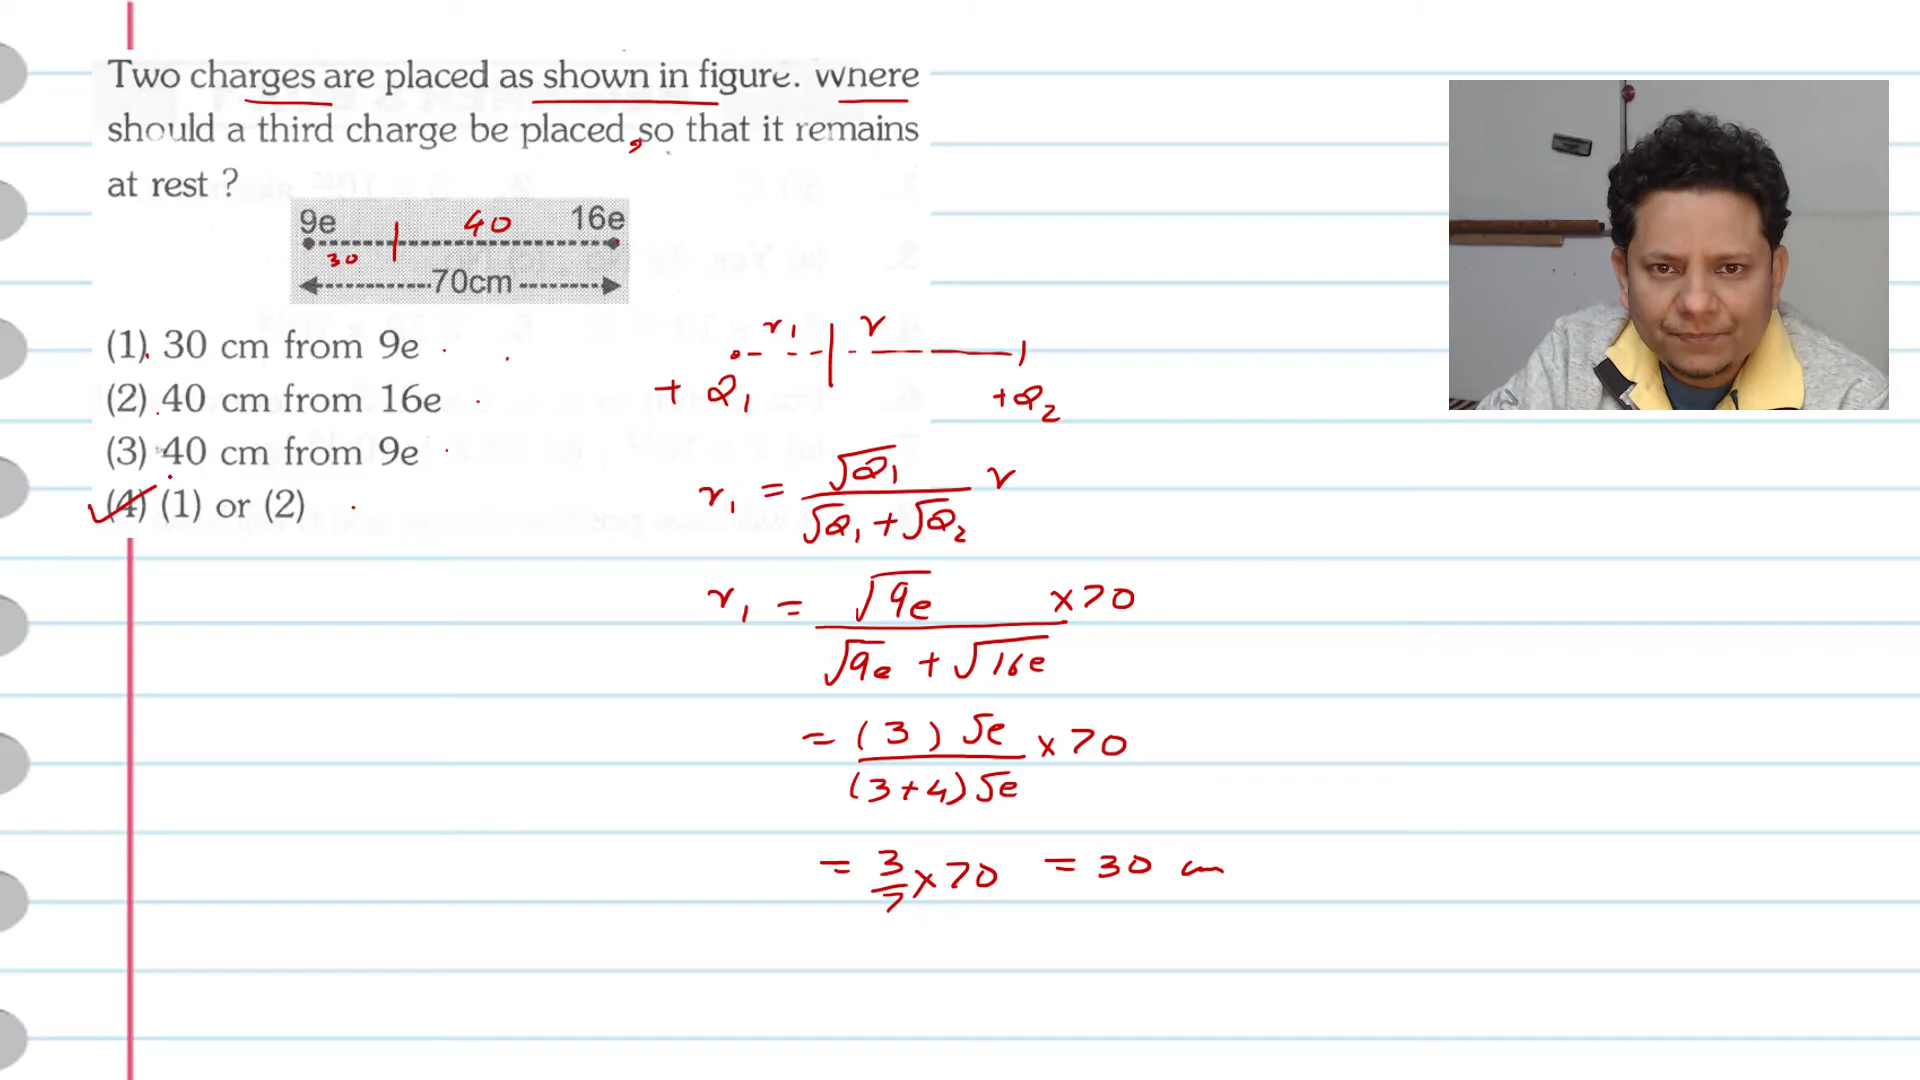 Two charges are placed as shown in figure. Where
should a third charge be placed, so that it remains
at rest ?
9e 40 16e
30
70cm
(1) 30 cm from 9e
(2) 40 cm from 16e
(3) 40 cm from 9e
(4) (1) or (2)
r₁ r
+ Q₁ +Q₂
r₁ = √Q₁ / (√Q₁ + √Q₂) r
r₁ = √9e / (√9e + √16e) ×70
= (3) √e / (3+4) √e × 70
= 3/7 × 70 = 30 cm